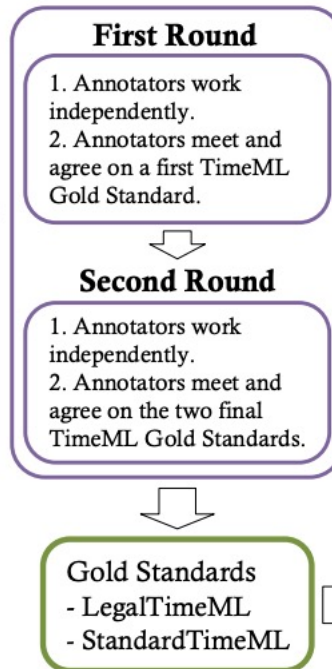 First Round
1. Annotators work
independently.
2. Annotators meet and
agree on a first TimeML
Gold Standard.
Second Round
1. Annotators work
independently.
2. Annotators meet and
agree on the two final
TimeML Gold Standards.
Gold Standards
- LegalTimeML
- StandardTimeML